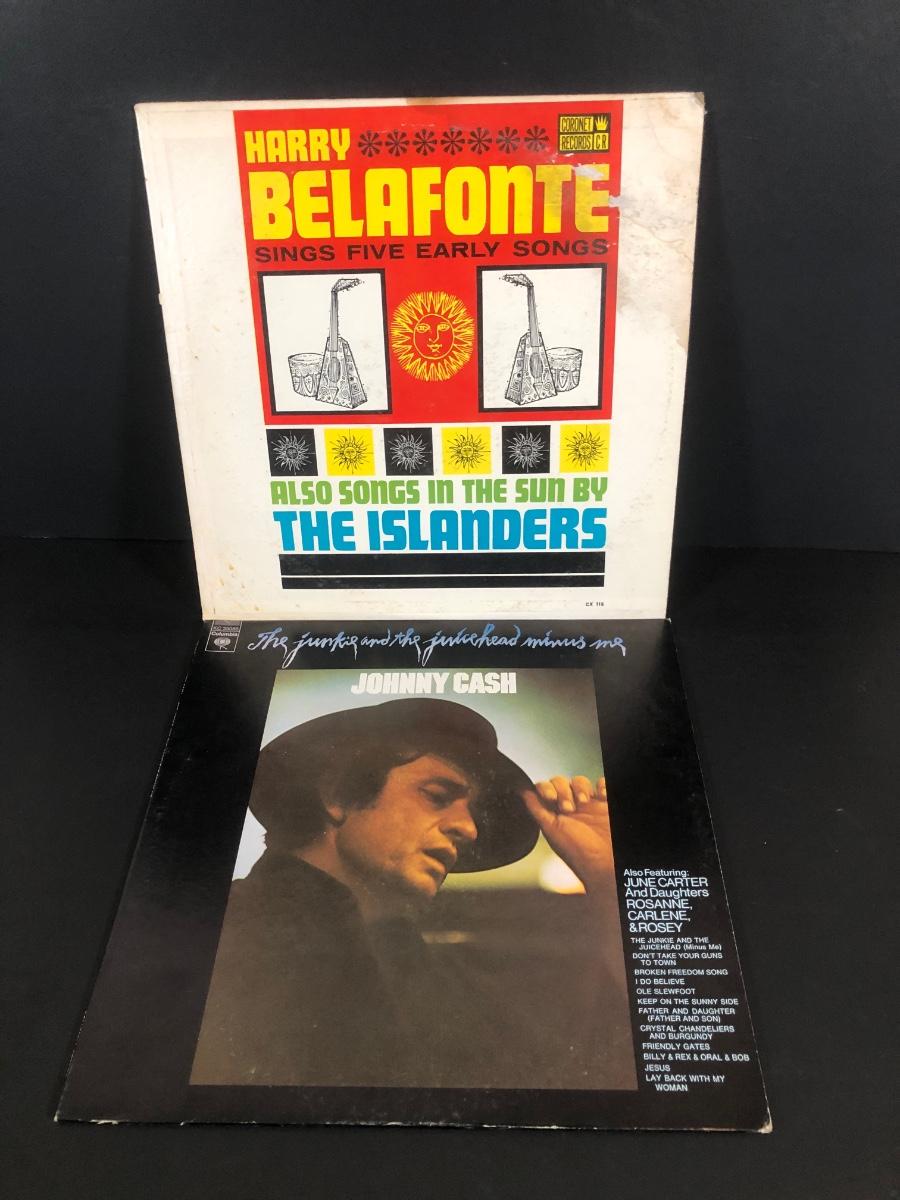 HARRY
CORONET
RECORDS CR
BELAFONTE
SINGS FIVE EARLY SONGS
ALSO SONGS IN THE SUN BY
THE ISLANDERS
CX 115
Columbia
The junkie and the juicehead minus me
JOHNNY CASH
Also Featuring:
JUNE CARTER
And Daughters
ROSANNE,
CARLENE,
& ROSEY
THE JUNKIE AND THE
JUICEHEAD (Minus Me)
DON'T TAKE YOUR GUNS
TO TOWN
BROKEN FREEDOM SONG
I DO BELIEVE
OLE SLEWFOOT
KEEP ON THE SUNNY SIDE
FATHER AND DAUGHTER
(FATHER AND SON)
CRYSTAL CHANDELIERS
AND BURGUNDY
FRIENDLY GATES
BILLY & REX & ORAL & BOB
JESUS
LAY BACK WITH MY
WOMAN